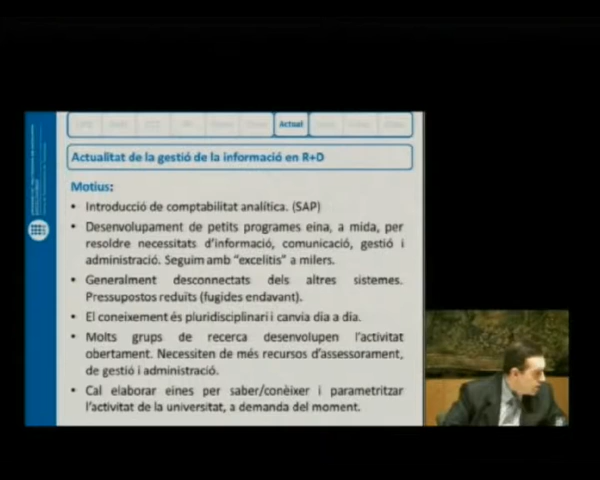 Actual
Actualitat de la gestió de la informació en R+D
Motius:
• Introducció de comptabilitat analítica. (SAP)
• Desenvolupament de petits programes eina, a mida, per
resoldre necessitats d'informació, comunicació, gestió i
administració. Seguim amb "excelitis" a milers.
• Generalment desconnectats dels altres sistemes.
Pressupostos reduïts (fugides endavant).
• El coneixement és pluridisciplinari i canvia dia a dia.
• Molts grups de recerca desenvolupen l'activitat
obertament. Necessiten de més recursos d'assessorament,
de gestió i administració.
• Cal elaborar eines per saber/conèixer i parametritzar
l'activitat de la universitat, a demanda del moment.